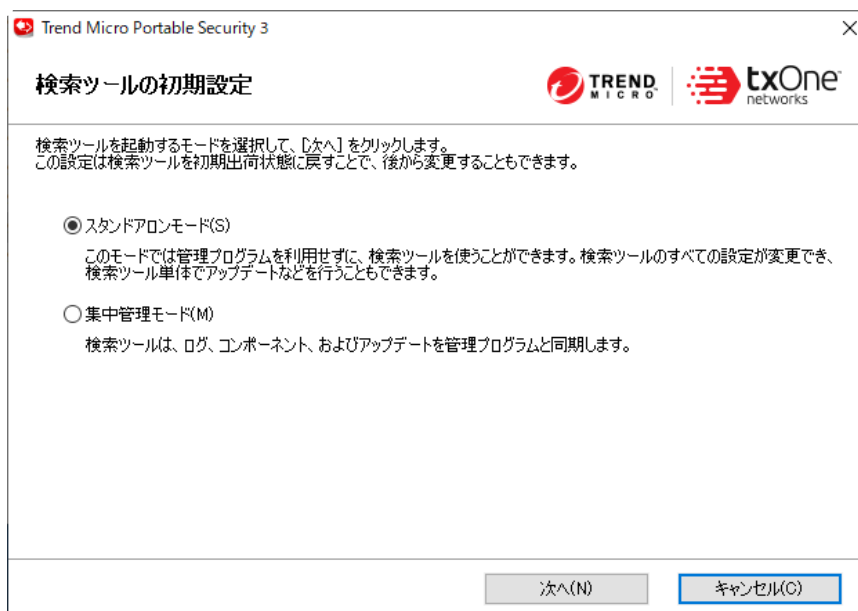 Trend Micro Portable Security 3
検索ツールの初期設定
TREND MICRO
txOne networks
検索ツールを起動するモードを選択して、[次へ] をクリックします。
この設定は検索ツールを初期出荷状態に戻すことで、後から変更することもできます。
スタンドアロンモード(S)
このモードでは管理プログラムを利用せずに、検索ツールを使うことができます。検索ツールのすべての設定が変更でき、
検索ツール単体でアップデートなどを行うこともできます。
集中管理モード(M)
検索ツールは、ログ、コンポーネント、およびアップデートを管理プログラムと同期します。
次へ(N)
キャンセル(C)